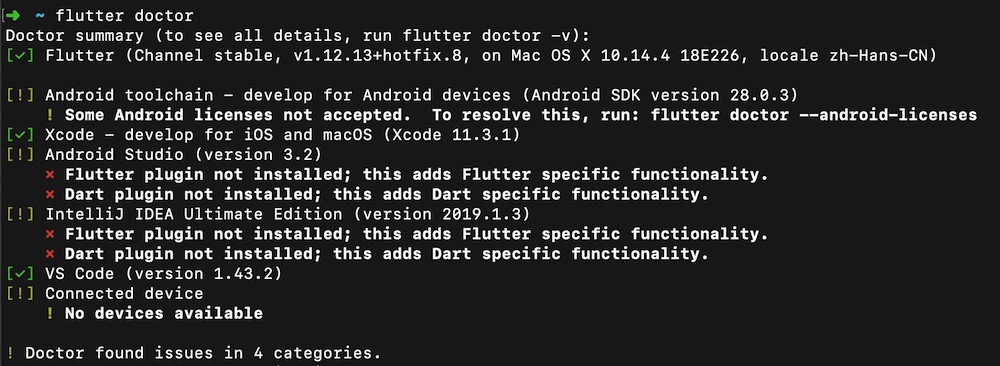 ➜ ~ flutter doctor
Doctor summary (to see all details, run flutter doctor -v):
[✓] Flutter (Channel stable, v1.12.13+hotfix.8, on Mac OS X 10.14.4 18E226, locale zh-Hans-CN)
[!] Android toolchain - develop for Android devices (Android SDK version 28.0.3)
! Some Android licenses not accepted.  To resolve this, run: flutter doctor --android-licenses
[✓] Xcode - develop for iOS and macOS (Xcode 11.3.1)
[!] Android Studio (version 3.2)
✗ Flutter plugin not installed; this adds Flutter specific functionality.
✗ Dart plugin not installed; this adds Dart specific functionality.
[!] IntelliJ IDEA Ultimate Edition (version 2019.1.3)
✗ Flutter plugin not installed; this adds Flutter specific functionality.
✗ Dart plugin not installed; this adds Dart specific functionality.
[✓] VS Code (version 1.43.2)
[!] Connected device
! No devices available
! Doctor found issues in 4 categories.